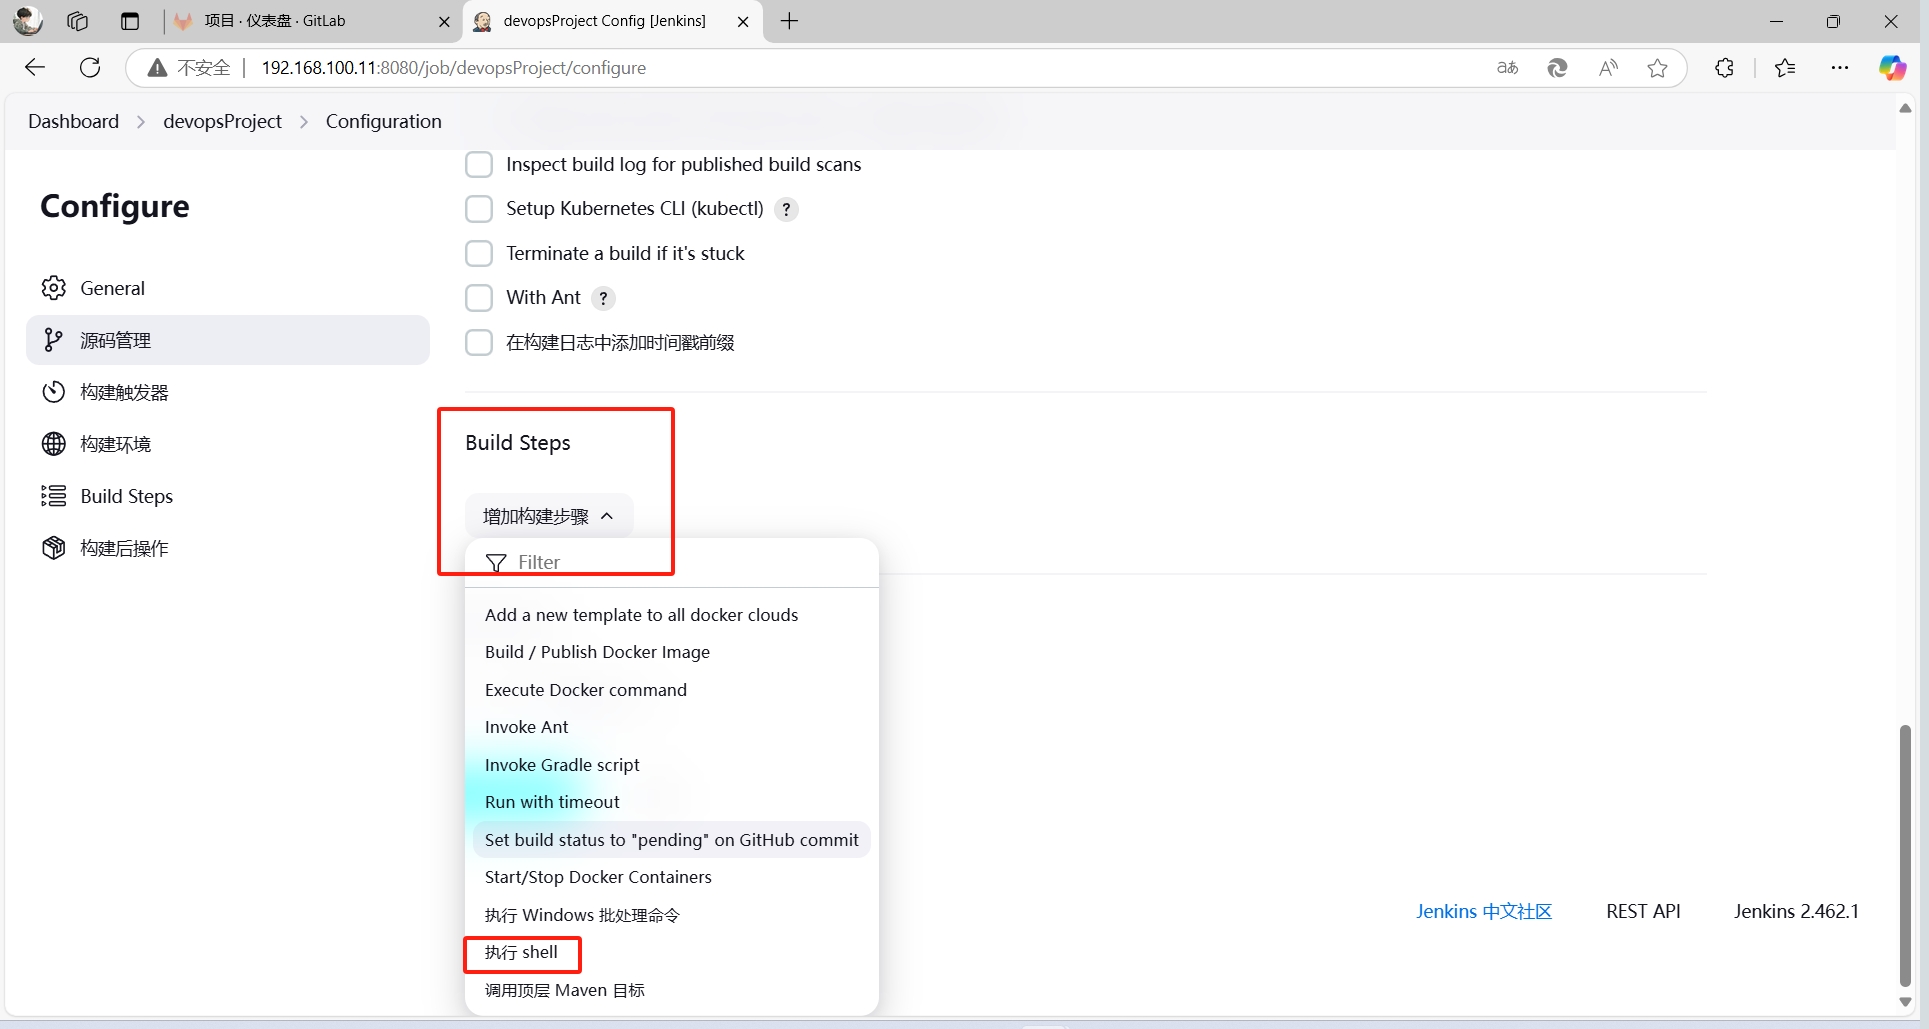 项目 · 仪表盘 · GitLab
devopsProject Config [Jenkins]
不安全
192.168.100.11:8080/job/devopsProject/configure
aあ
Dashboard > devopsProject > Configuration
Configure
General
源码管理
构建触发器
构建环境
Build Steps
构建后操作
Inspect build log for published build scans
Setup Kubernetes CLI (kubectl) ?
Terminate a build if it's stuck
With Ant ?
在构建日志中添加时间戳前缀
Build Steps
增加构建步骤
Filter
Add a new template to all docker clouds
Build / Publish Docker Image
Execute Docker command
Invoke Ant
Invoke Gradle script
Run with timeout
Set build status to "pending" on GitHub commit
Start/Stop Docker Containers
执行 Windows 批处理命令
执行 shell
调用顶层 Maven 目标
Jenkins 中文社区
REST API
Jenkins 2.462.1